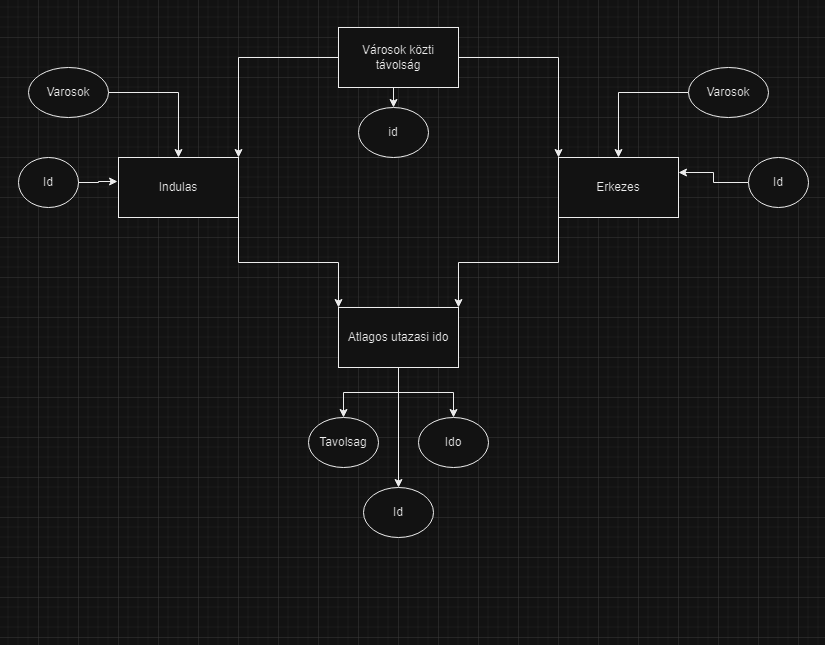 Városok közti
távolság
Varosok
id
Varosok
Id
Indulas
Erkezes
Id
Atlagos utazasi ido
Tavolsag
Ido
Id